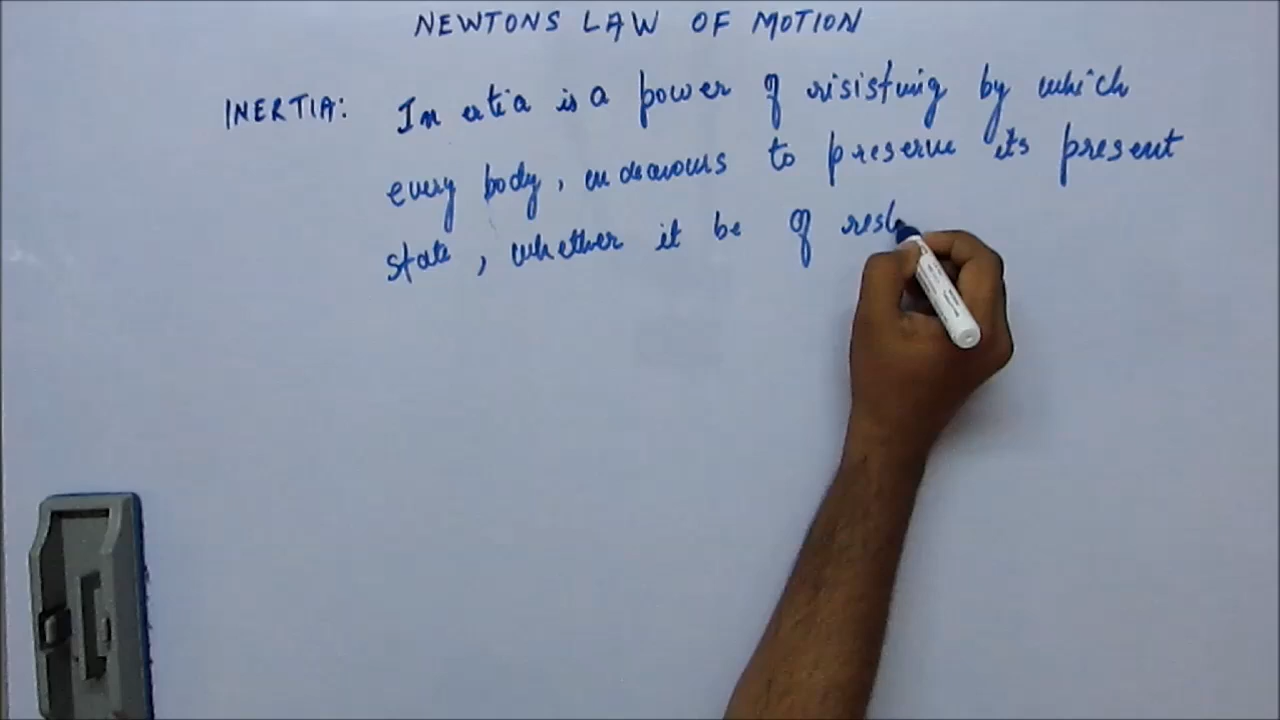 NEWTONS LAW OF MOTION
INERTIA: Inertia is a power of risisting by which
every body, endeavours to preserve its present
state, whether it be of rest